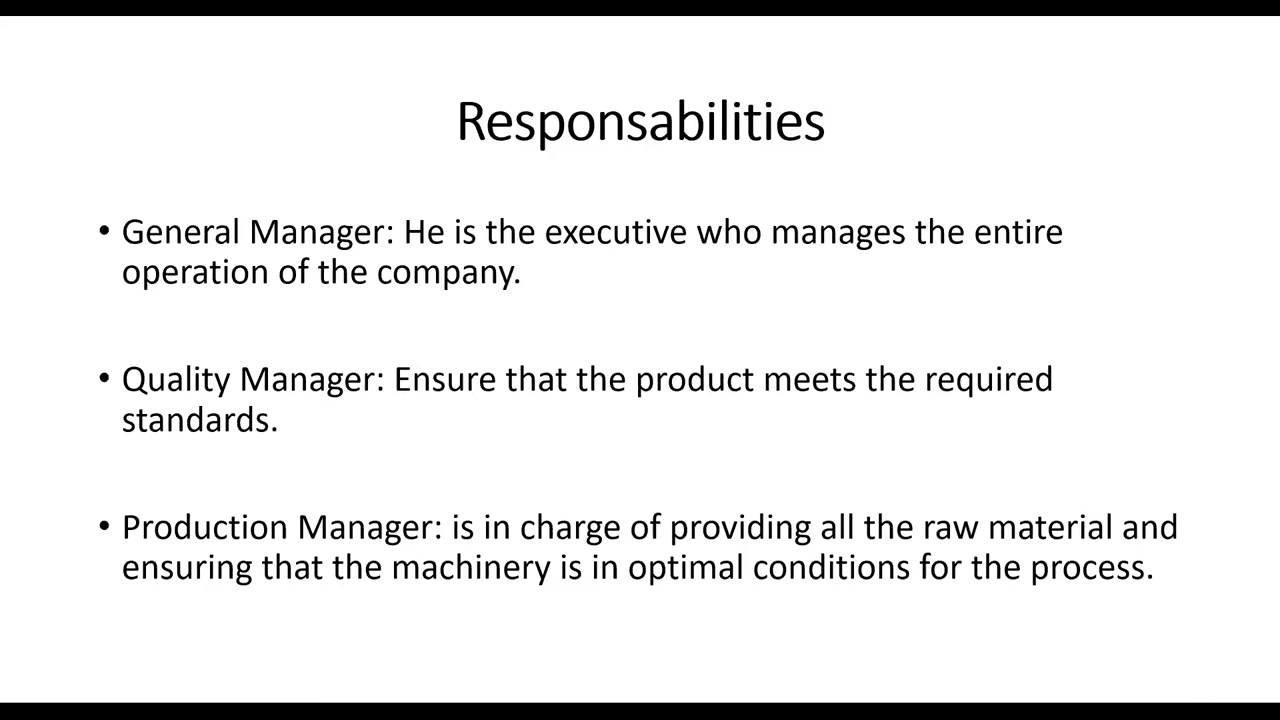 Responsabilities
• General Manager: He is the executive who manages the entire
operation of the company.
• Quality Manager: Ensure that the product meets the required
standards.
• Production Manager: is in charge of providing all the raw material and
ensuring that the machinery is in optimal conditions for the process.